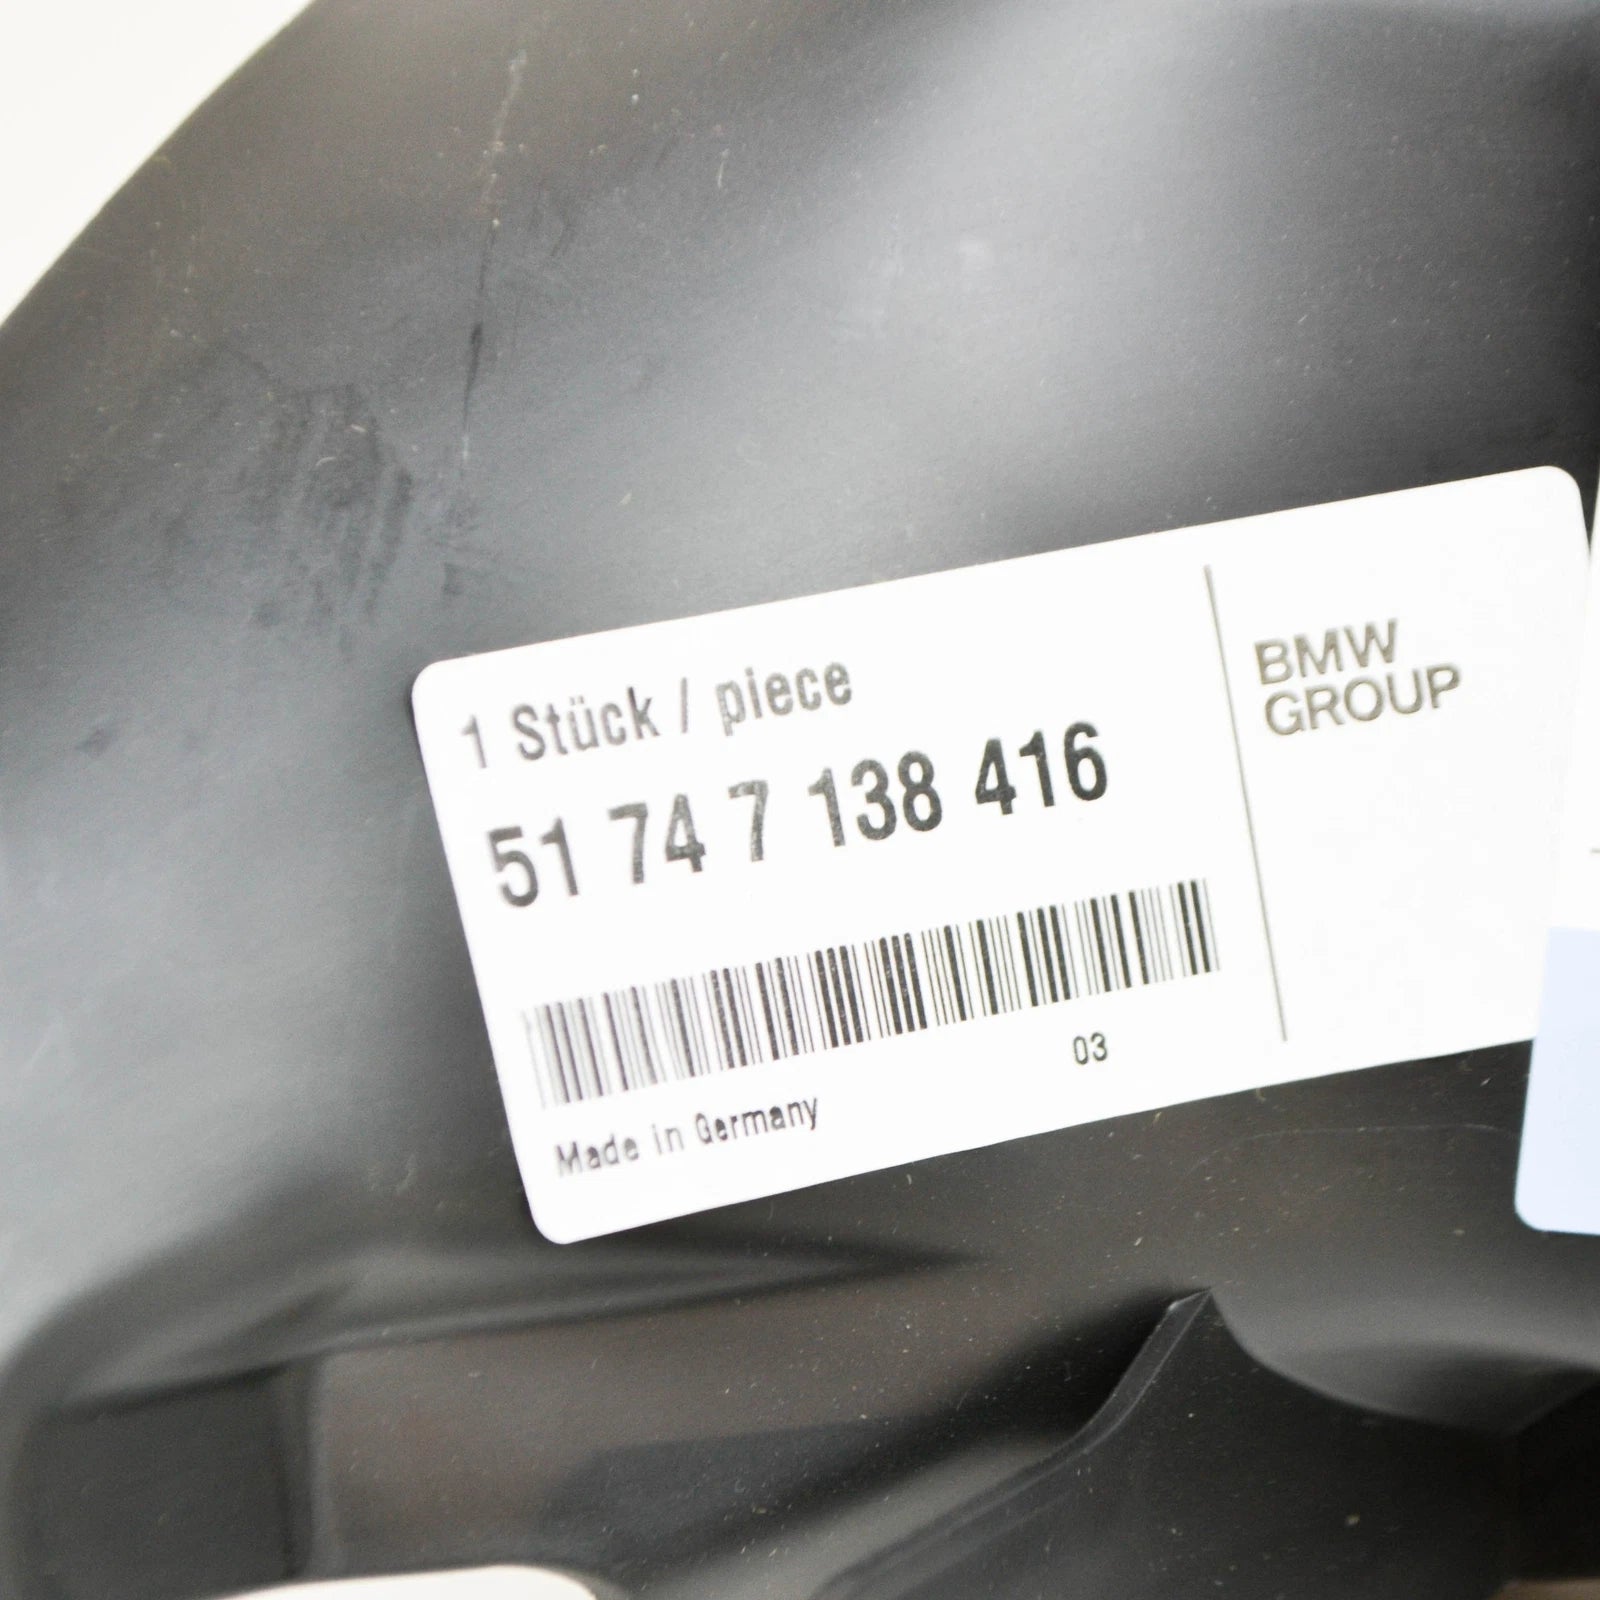 1 Stück / piece
51 74 7 138 416
BMW
GROUP
03
Made in Germany